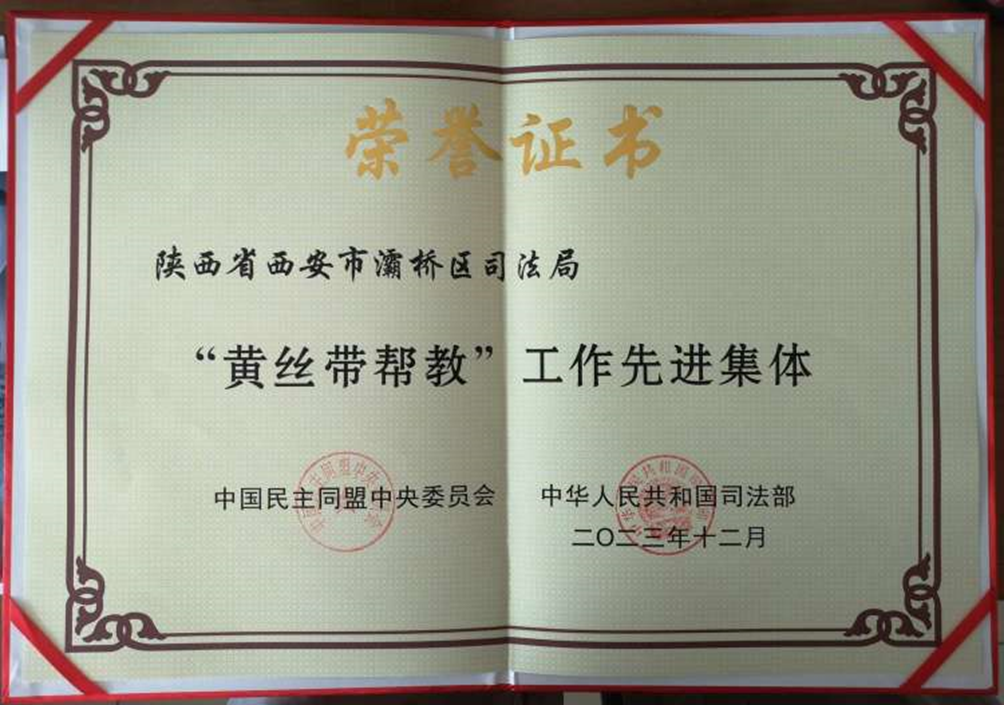 荣誉证书
陕西省西安市灞桥区司法局
“黄丝带帮教”工作先进集体
中国民主同盟中央委员会 中华人民共和国司法部
二〇二三年十二月